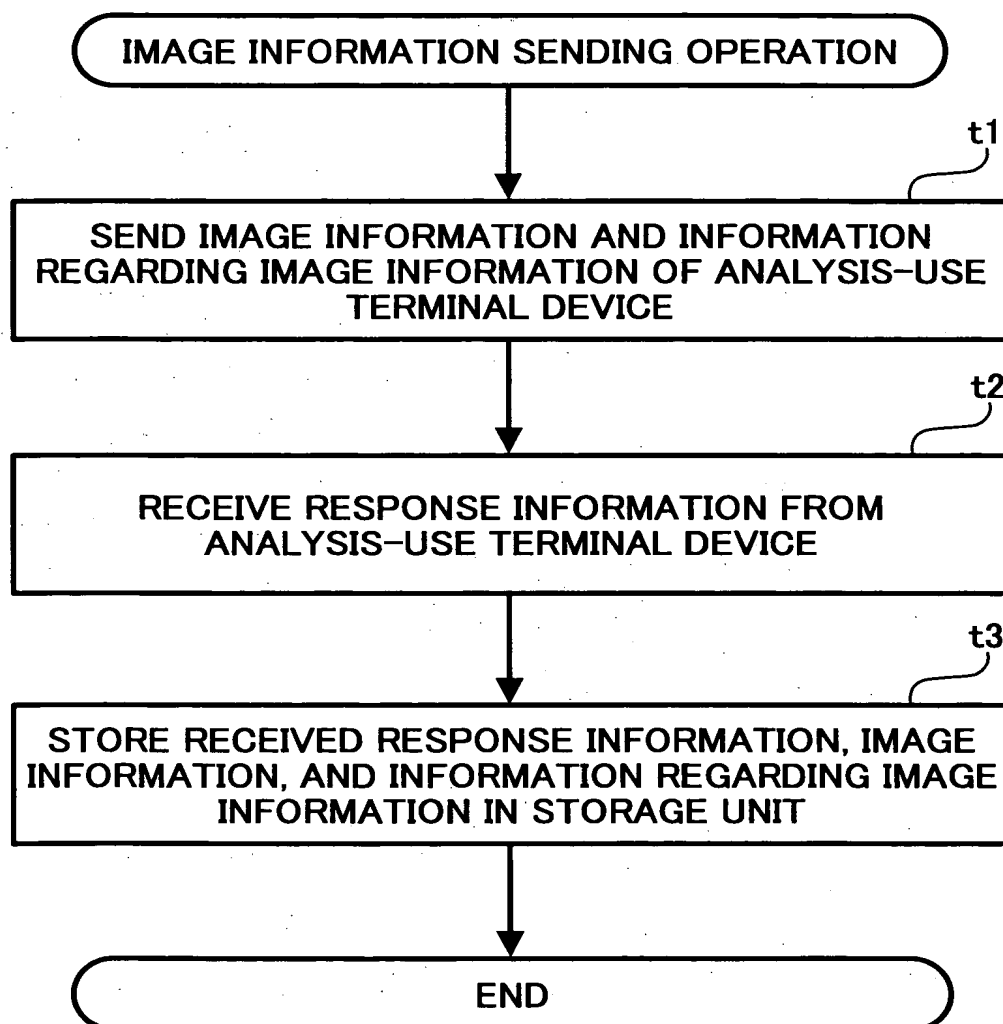 IMAGE INFORMATION SENDING OPERATION
t1
SEND IMAGE INFORMATION AND INFORMATION
REGARDING IMAGE INFORMATION OF ANALYSIS-USE
TERMINAL DEVICE
t2
RECEIVE RESPONSE INFORMATION FROM
ANALYSIS-USE TERMINAL DEVICE
t3
STORE RECEIVED RESPONSE INFORMATION, IMAGE
INFORMATION, AND INFORMATION REGARDING IMAGE
INFORMATION IN STORAGE UNIT
END